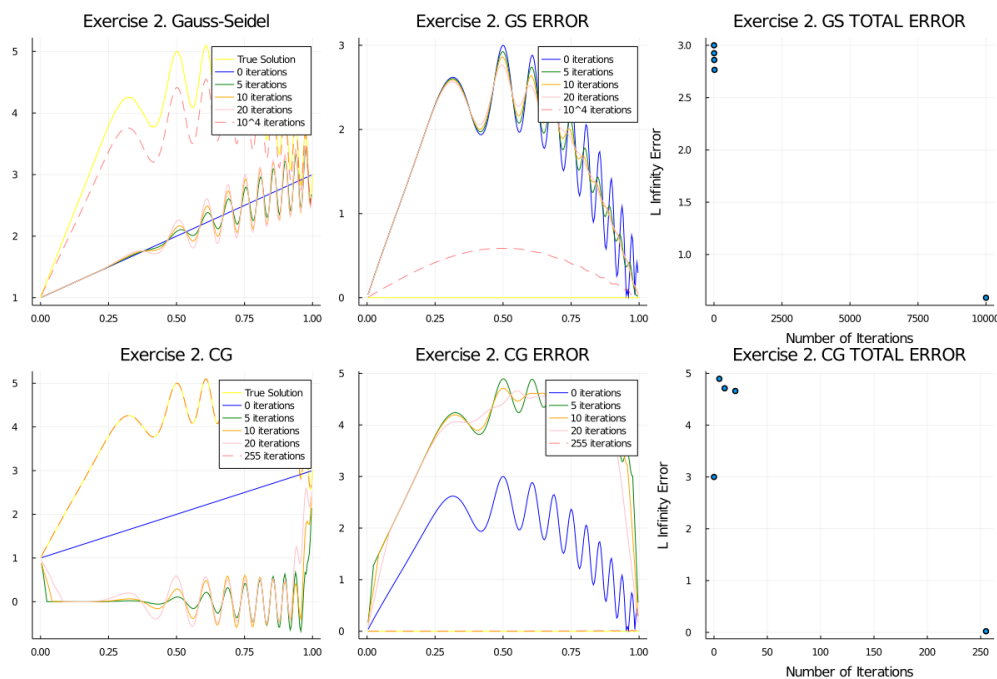 Exercise 2. Gauss-Seidel
5
4
3
2
1
0.00 0.25 0.50 0.75 1.00
True Solution
0 iterations
5 iterations
10 iterations
20 iterations
10^4 iterations
Exercise 2. GS ERROR
3
2
1
0
0.00 0.25 0.50 0.75 1.00
0 iterations
5 iterations
10 iterations
20 iterations
10^4 iterations
Exercise 2. GS TOTAL ERROR
L Infinity Error
3.0
2.5
2.0
1.5
1.0
0 2500 5000 7500 10000
Number of Iterations
Exercise 2. CG
5
4
3
2
1
0
0.00 0.25 0.50 0.75 1.00
True Solution
0 iterations
5 iterations
10 iterations
20 iterations
255 iterations
Exercise 2. CG ERROR
5
4
3
2
1
0
0.00 0.25 0.50 0.75 1.00
0 iterations
5 iterations
10 iterations
20 iterations
255 iterations
Exercise 2. CG TOTAL ERROR
L Infinity Error
5
4
3
2
1
0
0 50 100 150 200 250
Number of Iterations